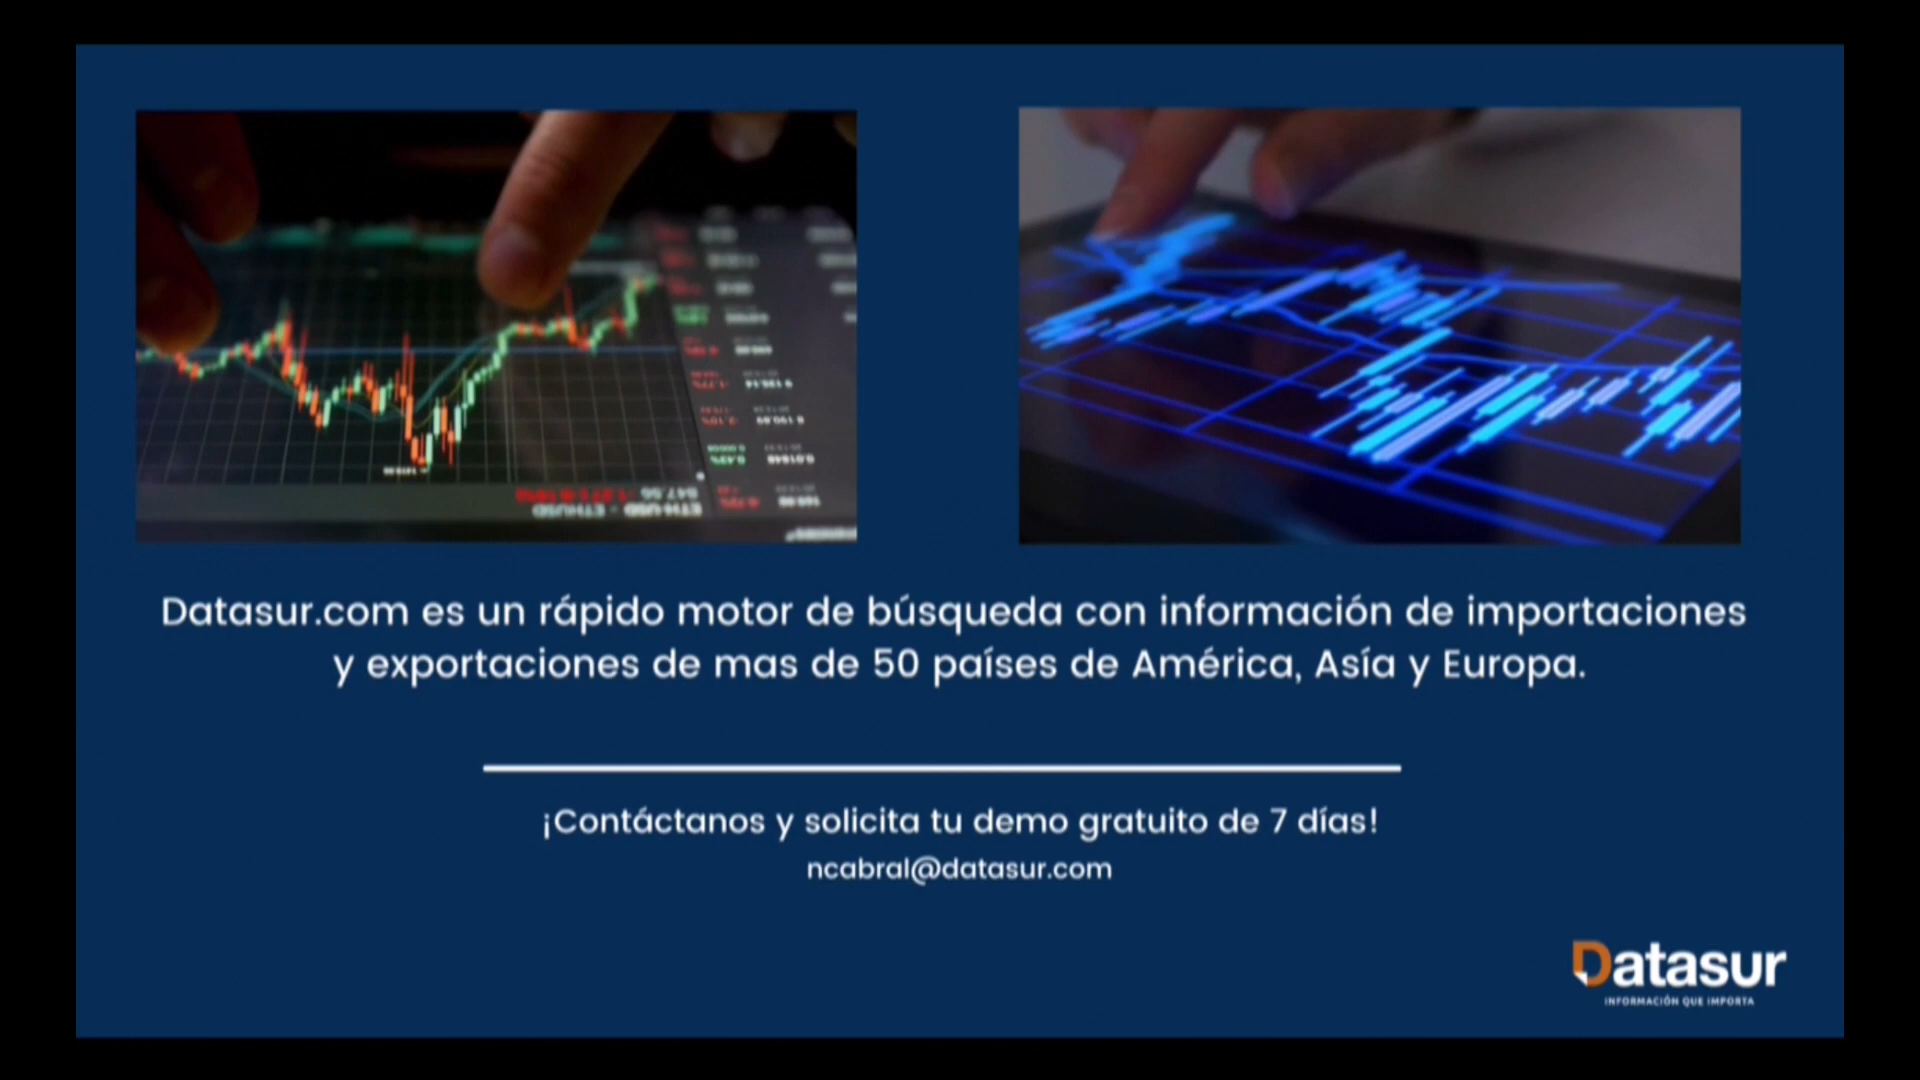 Datasur.com es un rápido motor de búsqueda con información de importaciones
y exportaciones de mas de 50 países de América, Asía y Europa.
¡Contáctanos y solicita tu demo gratuito de 7 días!
ncabral@datasur.com
Datasur
INFORMACIÓN QUE IMPORTA